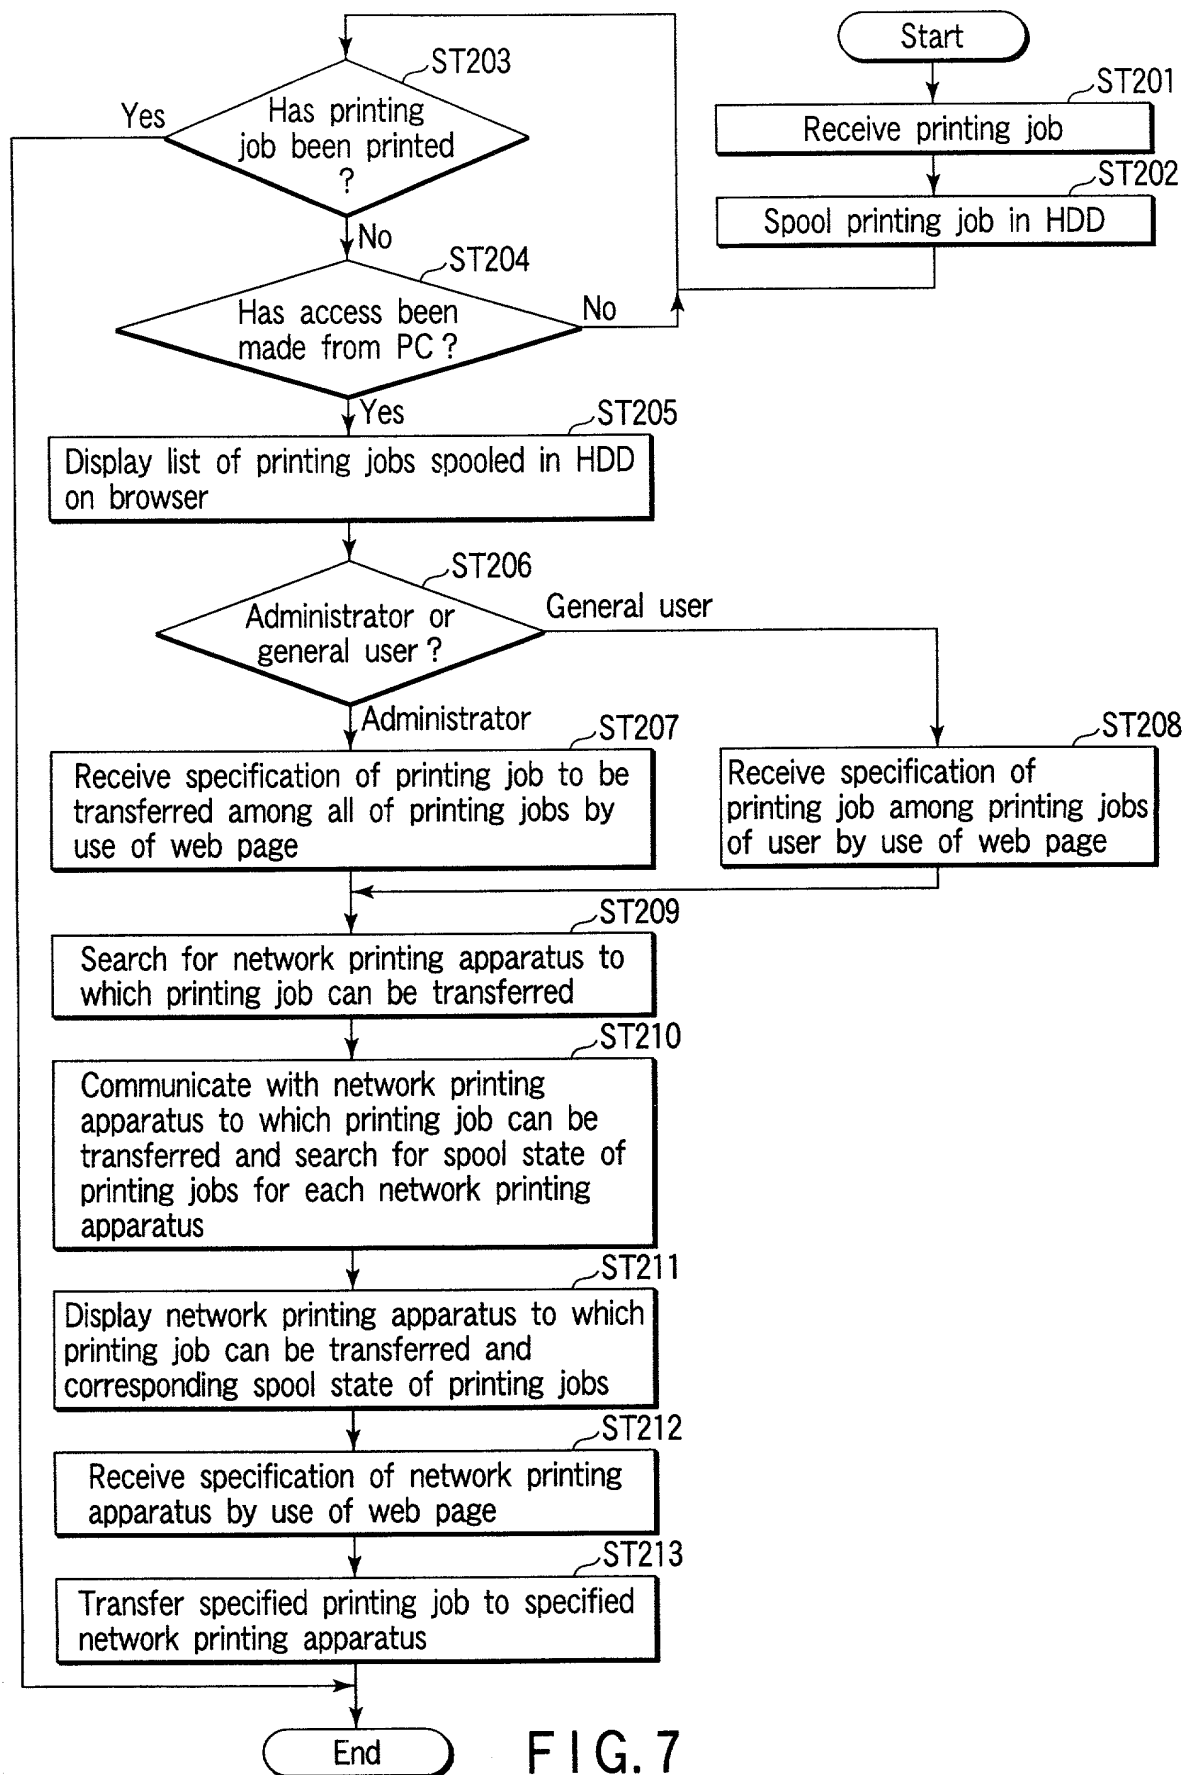 Start
ST201
Receive printing job
ST202
Spool printing job in HDD
ST203
Has printing
job been printed
?
Yes
No
ST204
Has access been
made from PC?
No
Yes
ST205
Display list of printing jobs spooled in HDD
on browser
ST206
Administrator or
general user?
General user
Administrator
ST207
Receive specification of printing job to be
transferred among all of printing jobs by
use of web page
ST208
Receive specification of
printing job among printing jobs
of user by use of web page
ST209
Search for network printing apparatus to
which printing job can be transferred
ST210
Communicate with network printing
apparatus to which printing job can be
transferred and search for spool state of
printing jobs for each network printing
apparatus
ST211
Display network printing apparatus to which
printing job can be transferred and
corresponding spool state of printing jobs
ST212
Receive specification of network printing
apparatus by use of web page
ST213
Transfer specified printing job to specified
network printing apparatus
End
FIG. 7